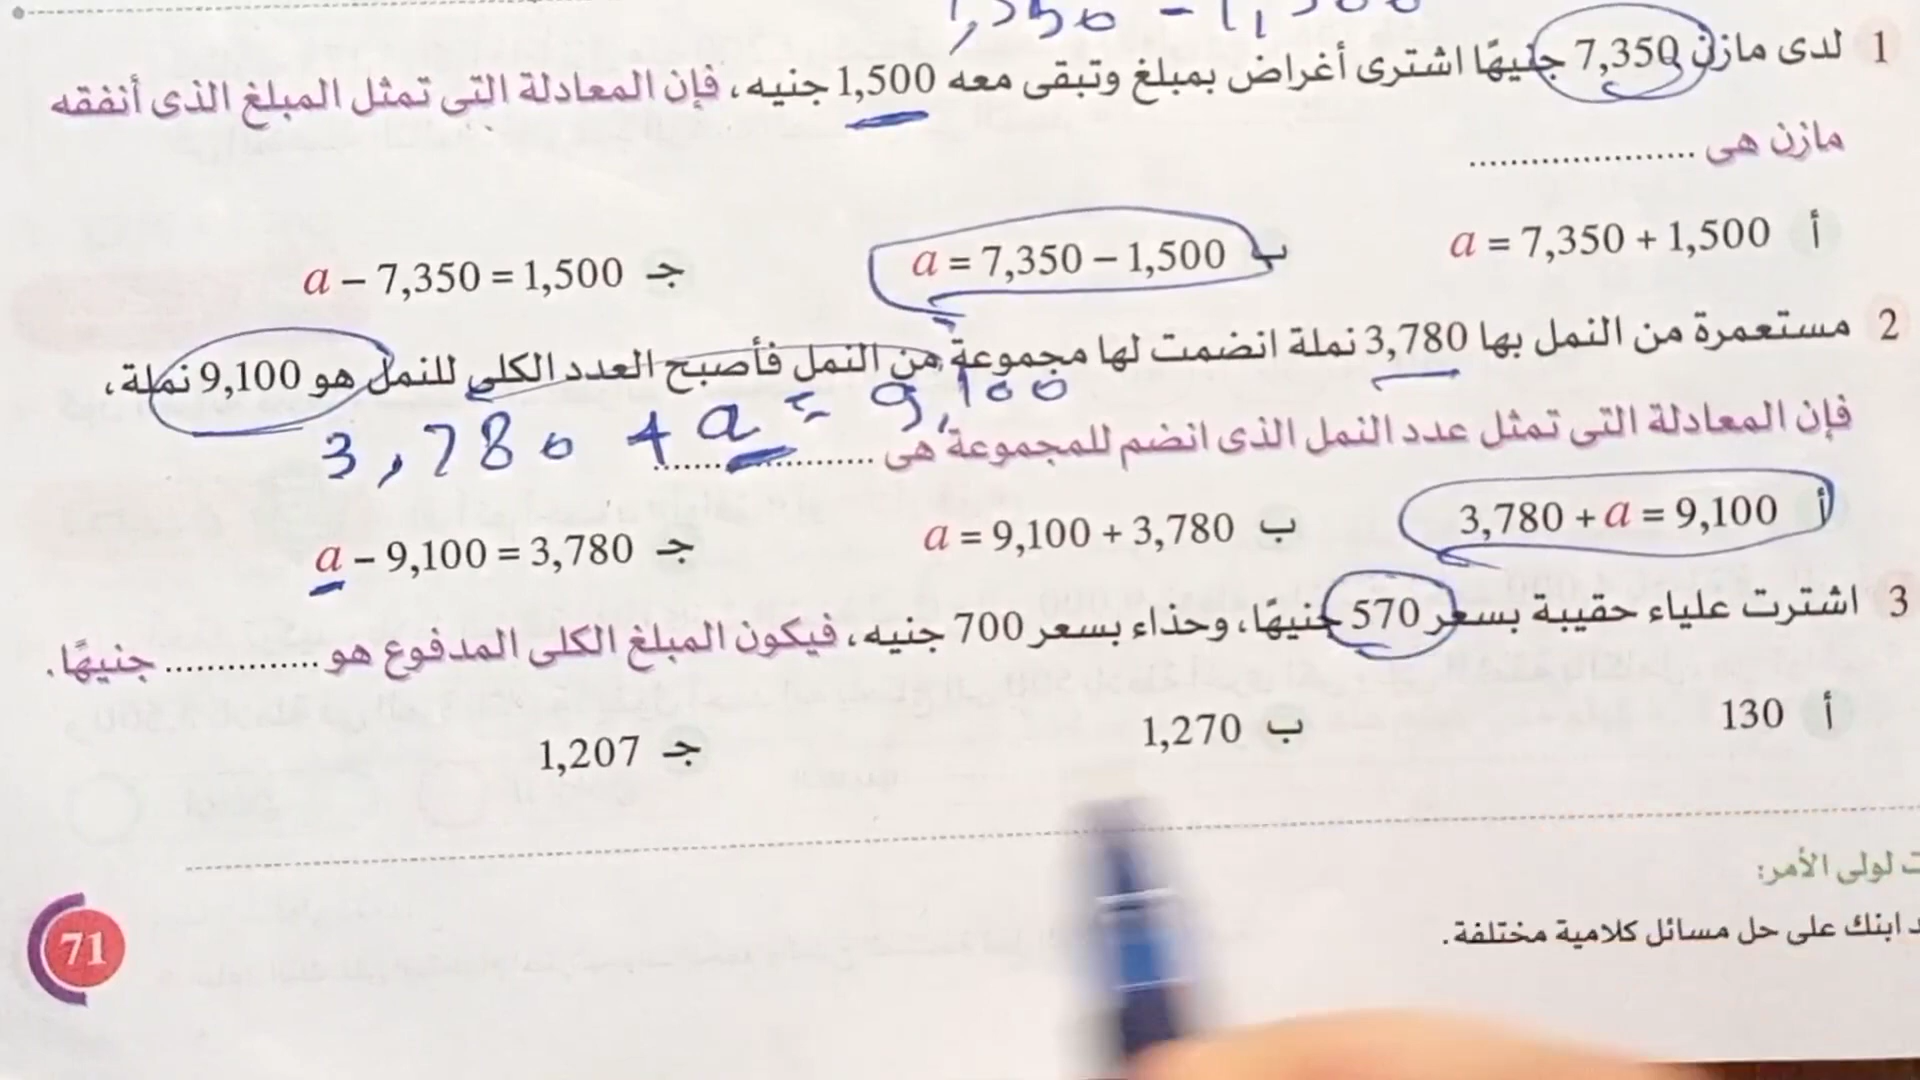 1 لدى مازن 7,350 جنيهًا اشترى أغراض بمبلغ وتبقى معه 1,500 جنيه، فإن المعادلة التى تمثل المبلغ الذى أنفقه
مازن هى ....................
أ a = 7,350 + 1,500 ب a = 7,350 − 1,500 جـ a − 7,350 = 1,500
2 مستعمرة من النمل بها 3,780 نملة انضمت لها مجموعة من النمل فأصبح العدد الكلى للنمل هو 9,100 نملة،
3,780 + a = 9,100
فإن المعادلة التى تمثل عدد النمل الذى انضم للمجموعة هى ....................
أ 3,780 + a = 9,100 ب a = 9,100 + 3,780 جـ a − 9,100 = 3,780
3 اشترت علياء حقيبة بسعر 570 جنيهًا، وحذاء بسعر 700 جنيه، فيكون المبلغ الكلى المدفوع هو .............. جنيهًا.
أ 130 ب 1,270 جـ 1,207
ت لولى الأمر:
د ابنك على حل مسائل كلامية مختلفة.
71